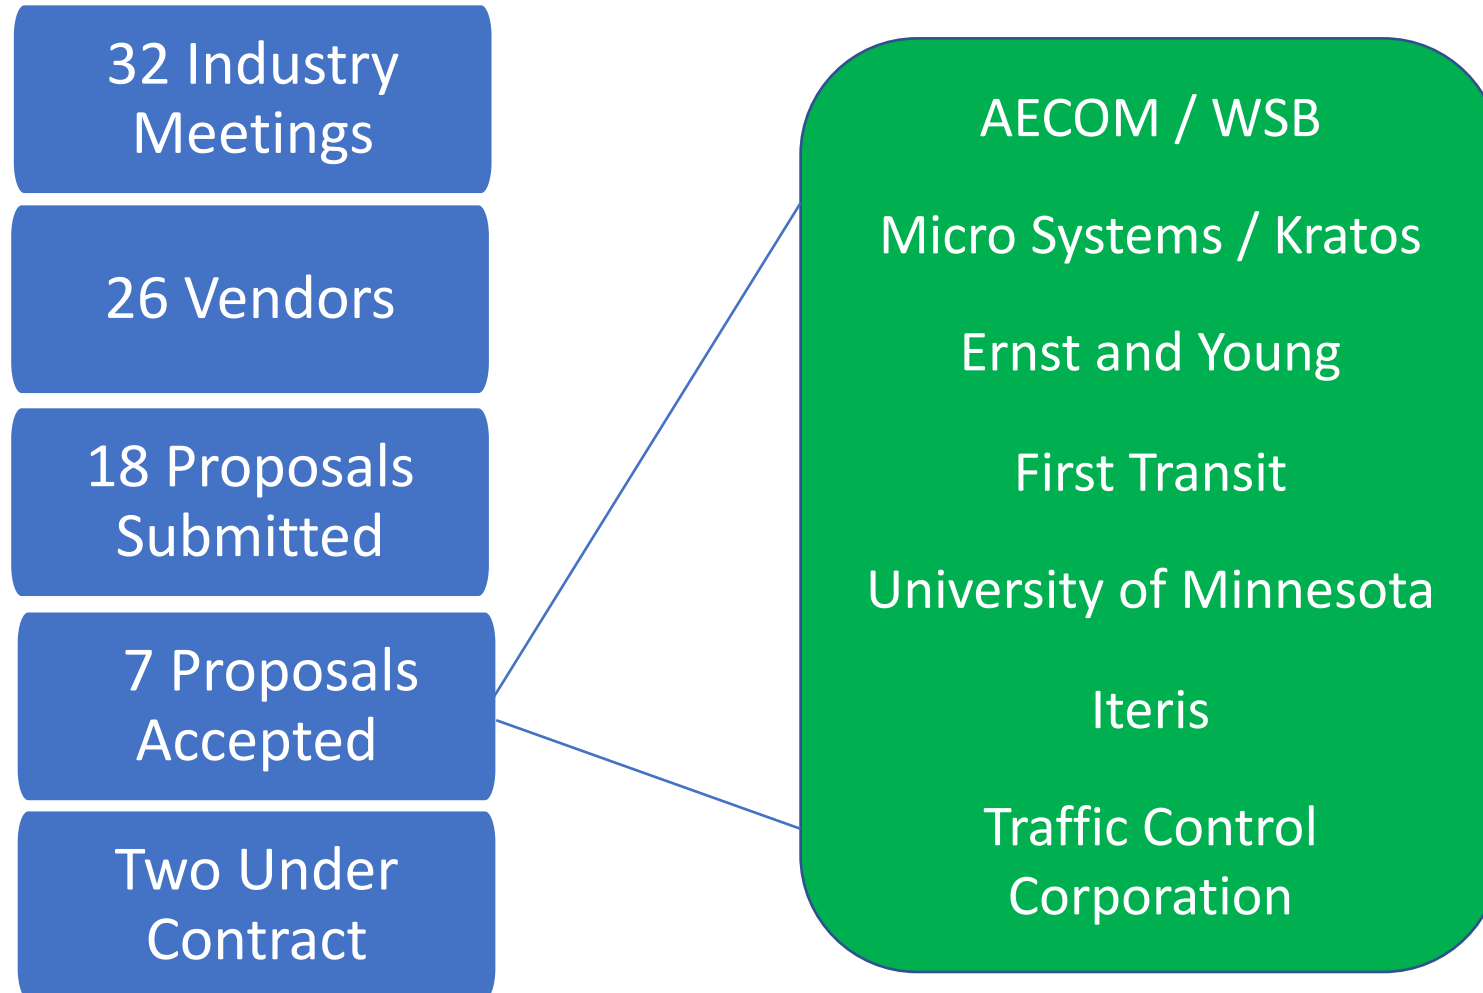 32 Industry
Meetings
26 Vendors
18 Proposals
Submitted
7 Proposals
Accepted
Two Under
Contract
AECOM / WSB
Micro Systems / Kratos
Ernst and Young
First Transit
University of Minnesota
Iteris
Traffic Control
Corporation